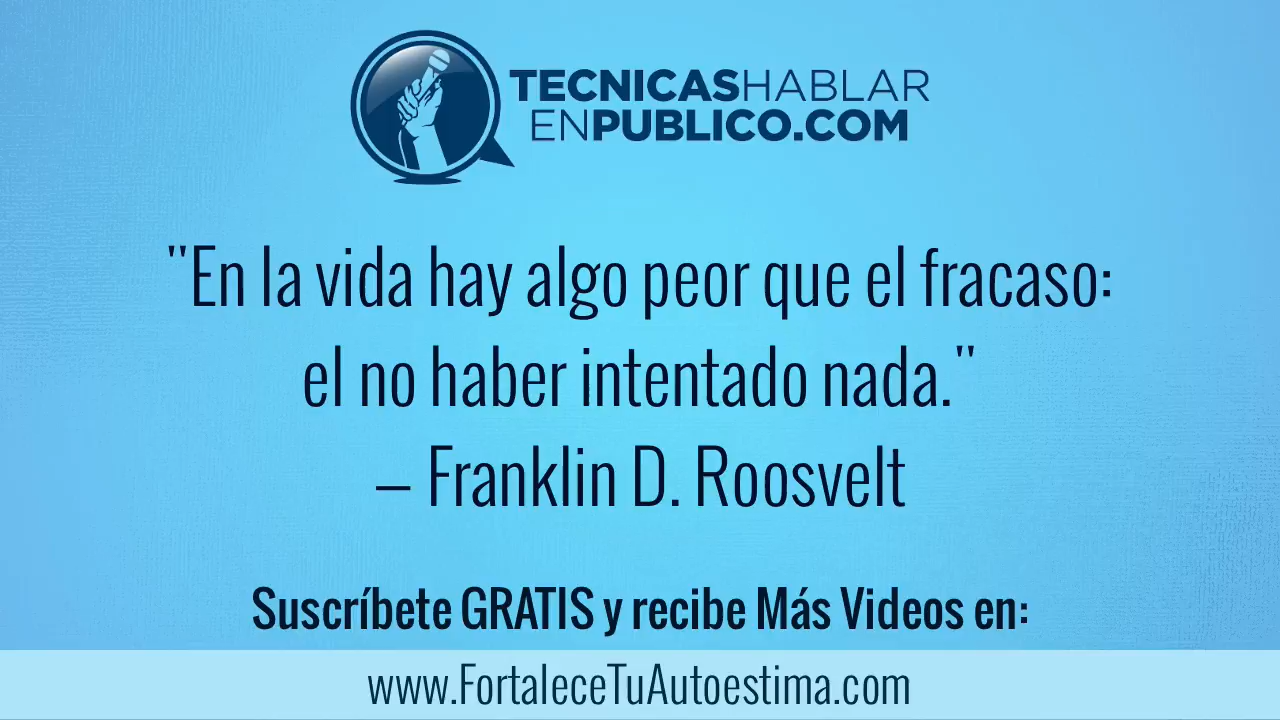 TECNICASHABLAR
ENPUBLICO.COM
"En la vida hay algo peor que el fracaso:
el no haber intentado nada."
– Franklin D. Roosvelt
Suscríbete GRATIS y recibe Más Videos en:
www.FortaleceTuAutoestima.com